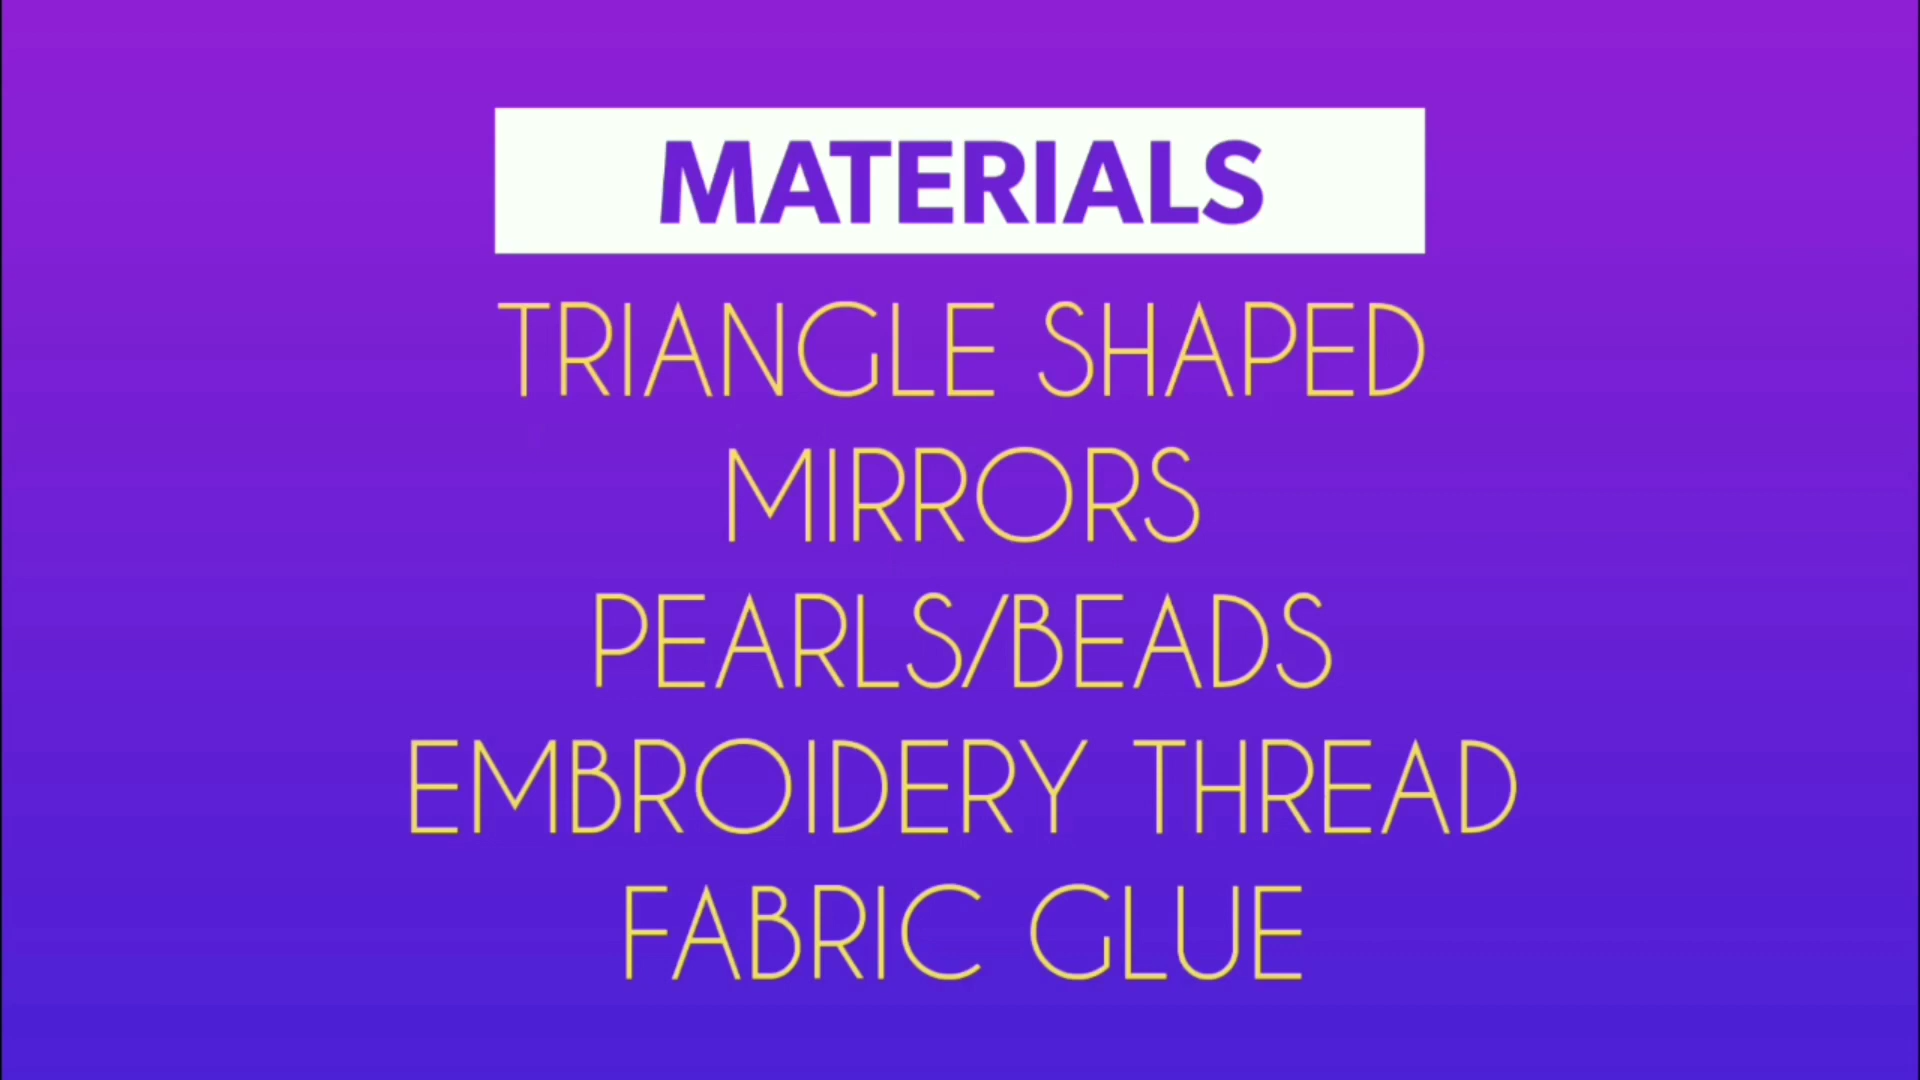 MATERIALS
TRIANGLE SHAPED
MIRRORS
PEARLS/BEADS
EMBROIDERY THREAD
FABRIC GLUE